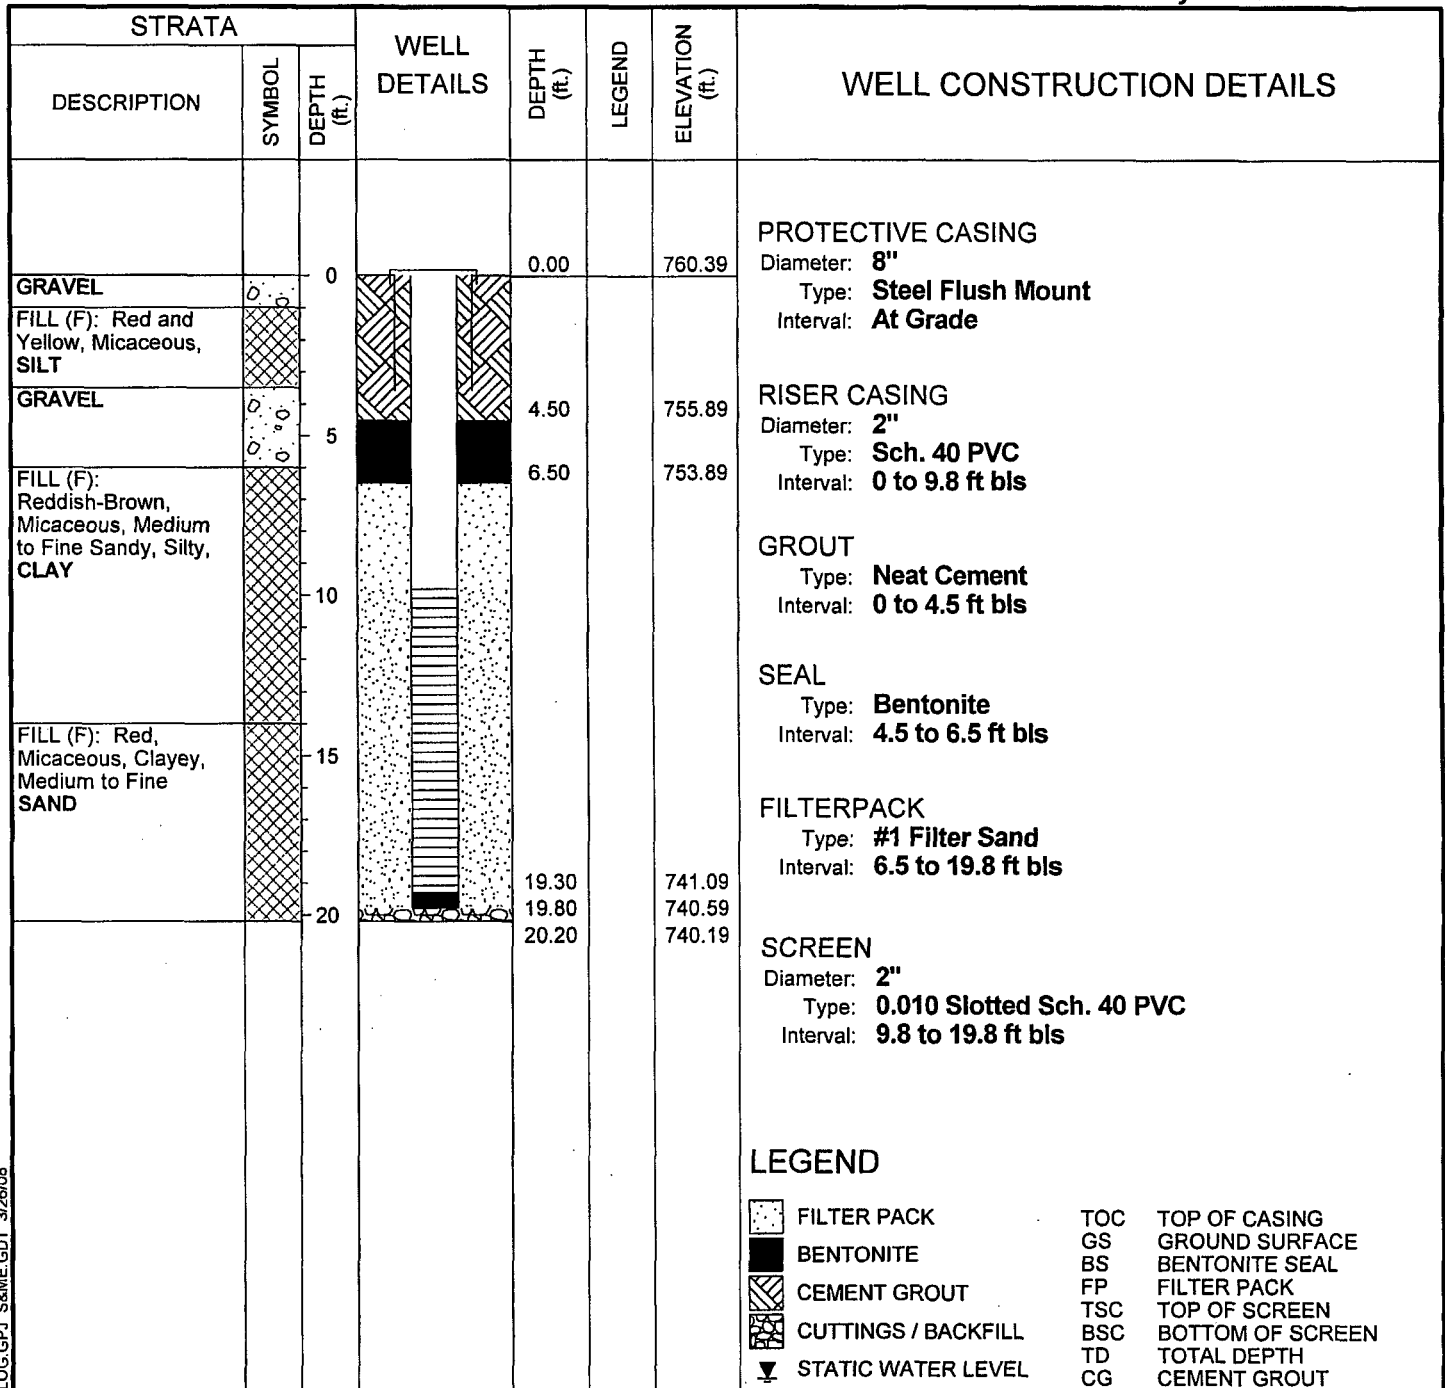 STRATA
WELL
DETAILS
DEPTH
(ft.)
LEGEND
ELEVATION
(ft.)
WELL CONSTRUCTION DETAILS
DESCRIPTION
SYMBOL
DEPTH
(ft.)
PROTECTIVE CASING
Diameter: 8"
Type: Steel Flush Mount
Interval: At Grade
0
0.00
760.39
GRAVEL
FILL (F): Red and
Yellow, Micaceous,
SILT
GRAVEL
4.50
755.89
5
6.50
753.89
FILL (F):
Reddish-Brown,
Micaceous, Medium
to Fine Sandy, Silty,
CLAY
10
FILL (F): Red,
Micaceous, Clayey,
Medium to Fine
SAND
15
19.30
741.09
19.80
740.59
20
20.20
740.19
RISER CASING
Diameter: 2"
Type: Sch. 40 PVC
Interval: 0 to 9.8 ft bls
GROUT
Type: Neat Cement
Interval: 0 to 4.5 ft bls
SEAL
Type: Bentonite
Interval: 4.5 to 6.5 ft bls
FILTERPACK
Type: #1 Filter Sand
Interval: 6.5 to 19.8 ft bls
SCREEN
Diameter: 2"
Type: 0.010 Slotted Sch. 40 PVC
Interval: 9.8 to 19.8 ft bls
LEGEND
FILTER PACK
BENTONITE
CEMENT GROUT
CUTTINGS / BACKFILL
STATIC WATER LEVEL
TOC TOP OF CASING
GS GROUND SURFACE
BS BENTONITE SEAL
FP FILTER PACK
TSC TOP OF SCREEN
BSC BOTTOM OF SCREEN
TD TOTAL DEPTH
CG CEMENT GROUT
LOG.GPJ S&ME.GDT 3/26/08